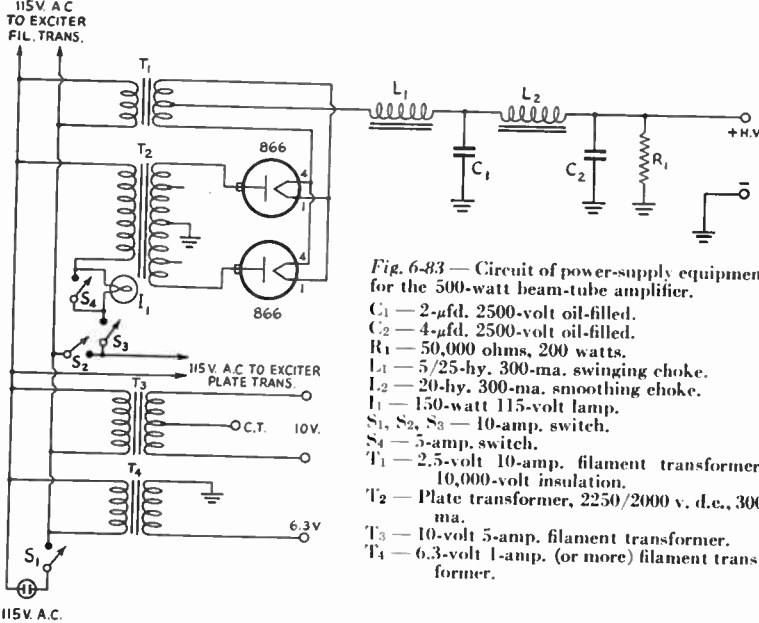 115V. A.C
TO EXCITER
FIL. TRANS.
T1
L1
L2
+H.V
C1
C2
R1
−
T2
866
4
1
866
4
1
S4
I1
S3
S2
115V. A.C TO EXCITER
PLATE TRANS.
T3
C.T.
10V.
T4
6.3V
S1
115V. A.C.
Fig. 6-83 — Circuit of power-supply equipmen
for the 500-watt beam-tube amplifier.
C1 — 2-μfd. 2500-volt oil-filled.
C2 — 4-μfd. 2500-volt oil-filled.
R1 — 50,000 ohms, 200 watts.
L1 — 5/25-hy. 300-ma. swinging choke.
L2 — 20-hy. 300-ma. smoothing choke.
I1 — 150-watt 115-volt lamp.
S1, S2, S3 — 10-amp. switch.
S4 — 5-amp. switch.
T1 — 2.5-volt 10-amp. filament transformer
10,000-volt insulation.
T2 — Plate transformer, 2250/2000 v. d.c., 300
ma.
T3 — 10-volt 5-amp. filament transformer.
T4 — 6.3-volt 1-amp. (or more) filament trans
former.